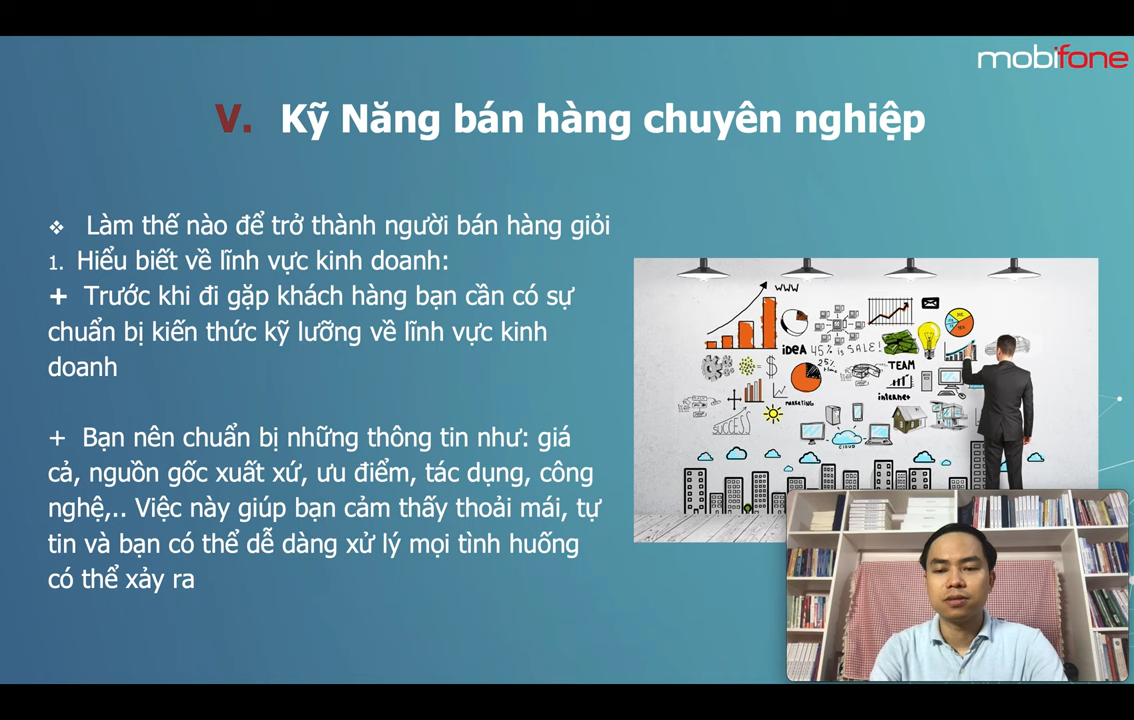 mobifone
V. Kỹ Năng bán hàng chuyên nghiệp
❖ Làm thế nào để trở thành người bán hàng giỏi
1. Hiểu biết về lĩnh vực kinh doanh:
+ Trước khi đi gặp khách hàng bạn cần có sự
chuẩn bị kiến thức kỹ lưỡng về lĩnh vực kinh
doanh
+ Bạn nên chuẩn bị những thông tin như: giá
cả, nguồn gốc xuất xứ, ưu điểm, tác dụng, công
nghệ,.. Việc này giúp bạn cảm thấy thoải mái, tự
tin và bạn có thể dễ dàng xử lý mọi tình huống
có thể xảy ra
WWW
iDEA 45% is SALE!
25%
TEAM
internet
MARKETING
SUCCESS
CLOUD